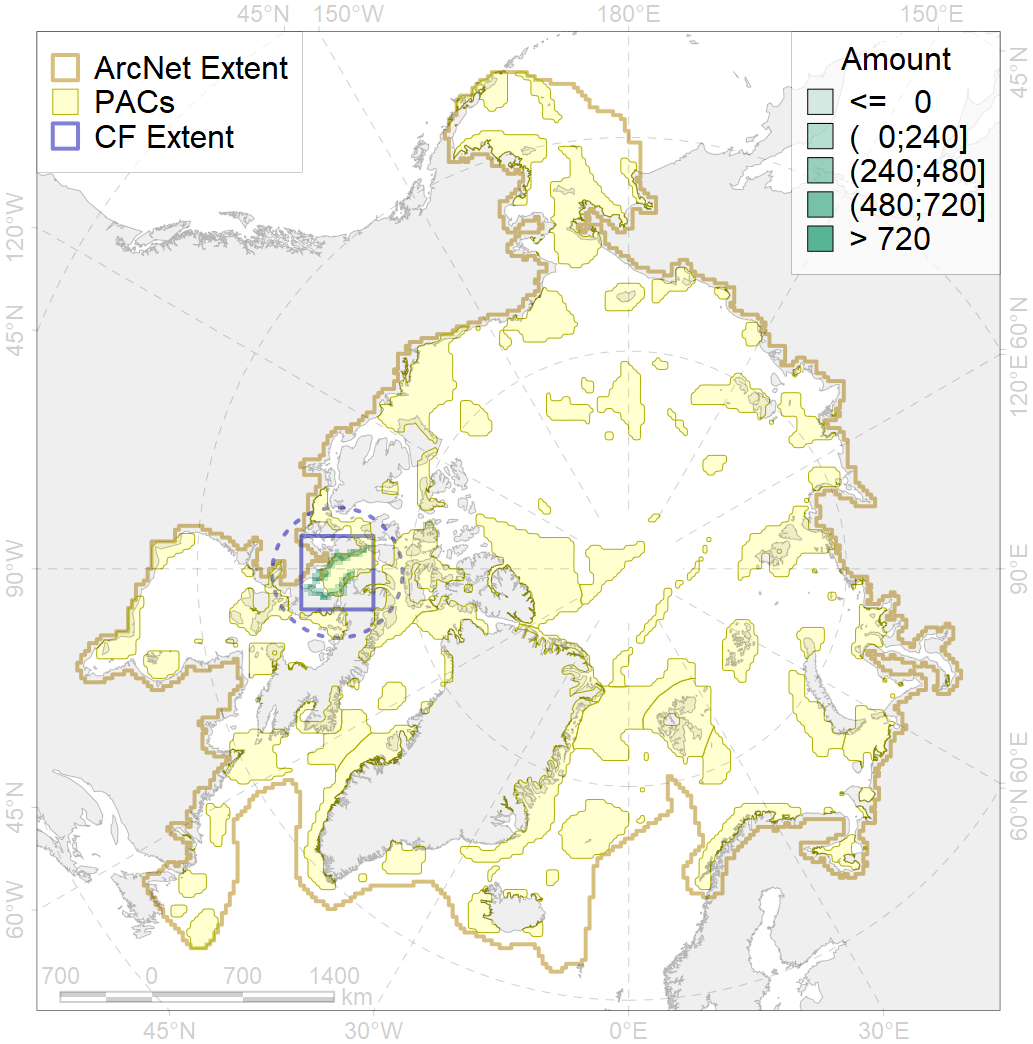 45°N 150°W 180°E 150°E
ArcNet Extent
PACs
CF Extent
Amount
<= 0
( 0;240]
(240;480]
(480;720]
> 720
45°N
120°W
45°N
90°W
45°N
60°W
60°N
120°E
90°E
60°E
60°N
700 0 700 1400
km
45°N 30°W 0°E 30°E